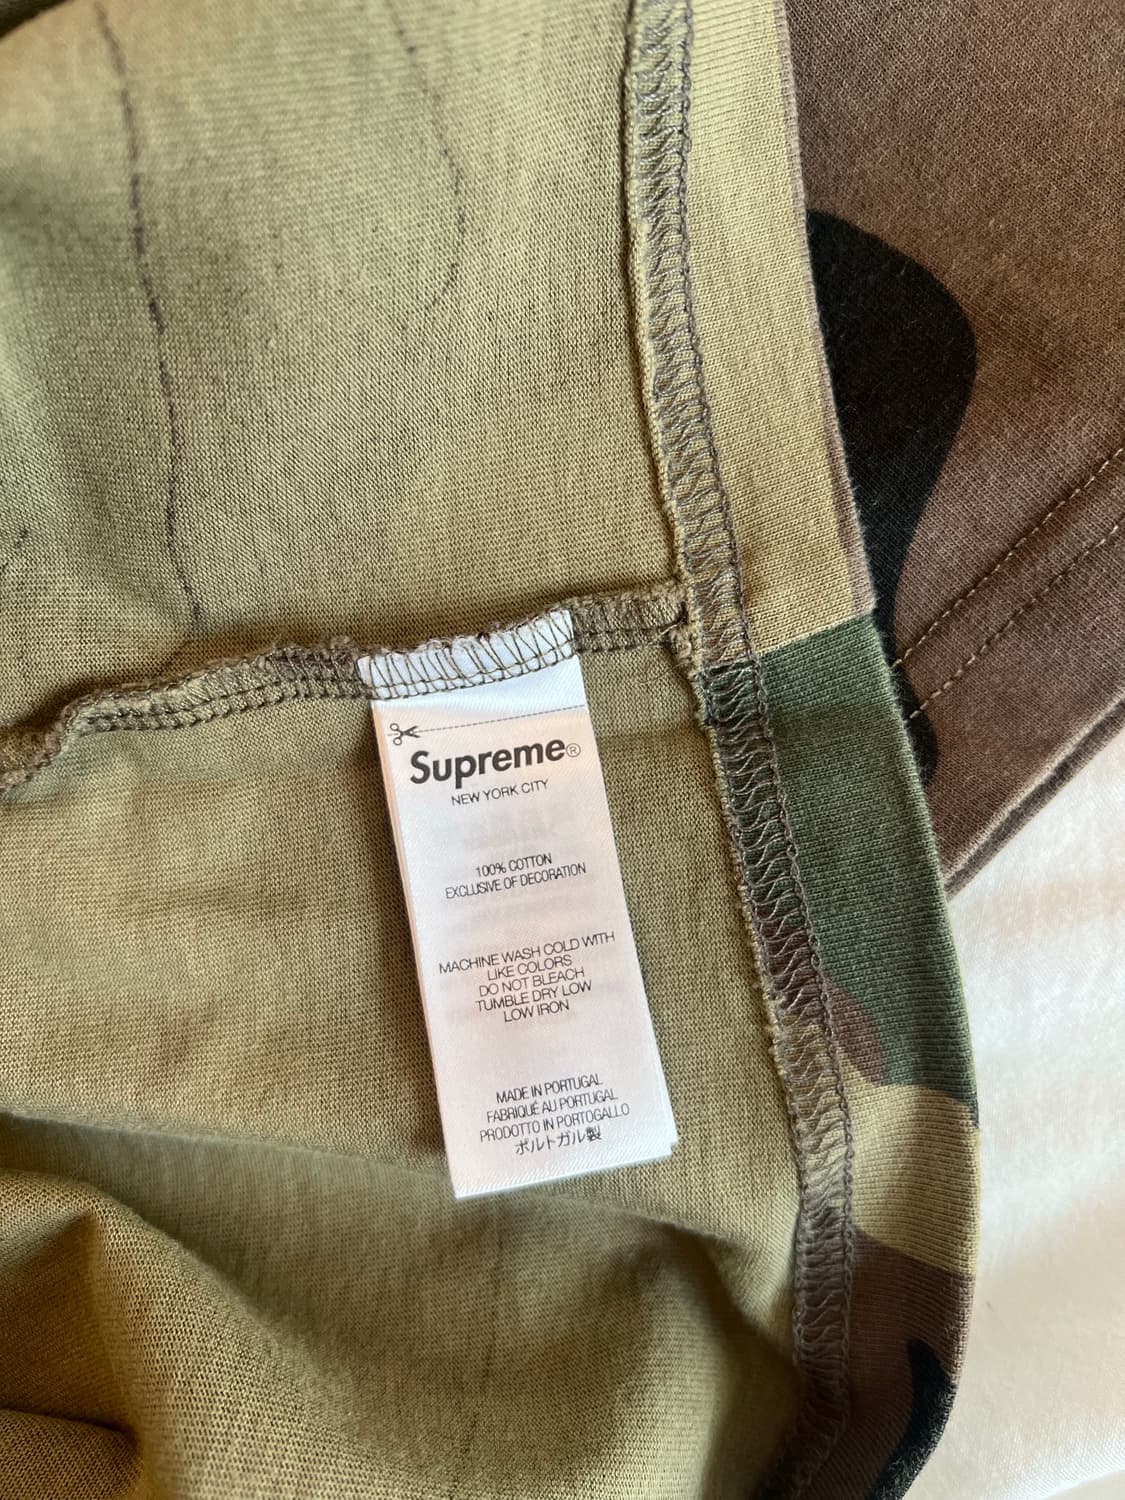 Supreme®
NEW YORK CITY
100% COTTON
EXCLUSIVE OF DECORATION
MACHINE WASH COLD WITH
LIKE COLORS
DO NOT BLEACH
TUMBLE DRY LOW
LOW IRON
MADE IN PORTUGAL
FABRIQUÉ AU PORTUGAL
PRODOTTO IN PORTOGALLO
ポルトガル製